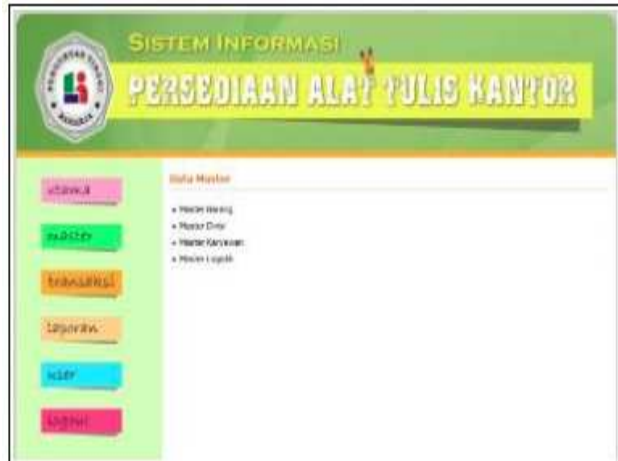 SISTEM INFORMASI
PERSEDIAAN ALAT TULIS KANTOR
utama
master
transaksi
laporan
user
logout
Data Master
Master Barang
Master Divisi
Master Karyawan
Master Logistik